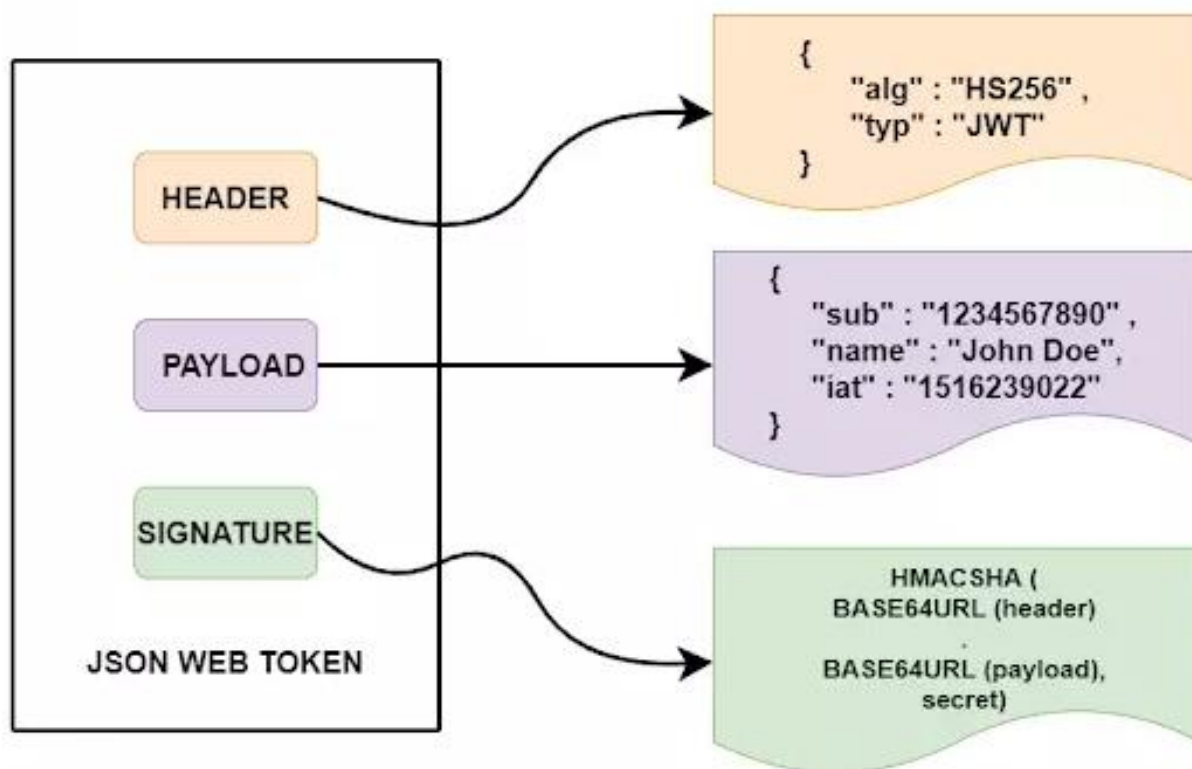 HEADER
PAYLOAD
SIGNATURE
JSON WEB TOKEN
{
"alg" : "HS256" ,
"typ" : "JWT"
}
{
"sub" : "1234567890" ,
"name" : "John Doe",
"iat" : "1516239022"
}
HMACSHA (
BASE64URL (header)
.
BASE64URL (payload),
secret)